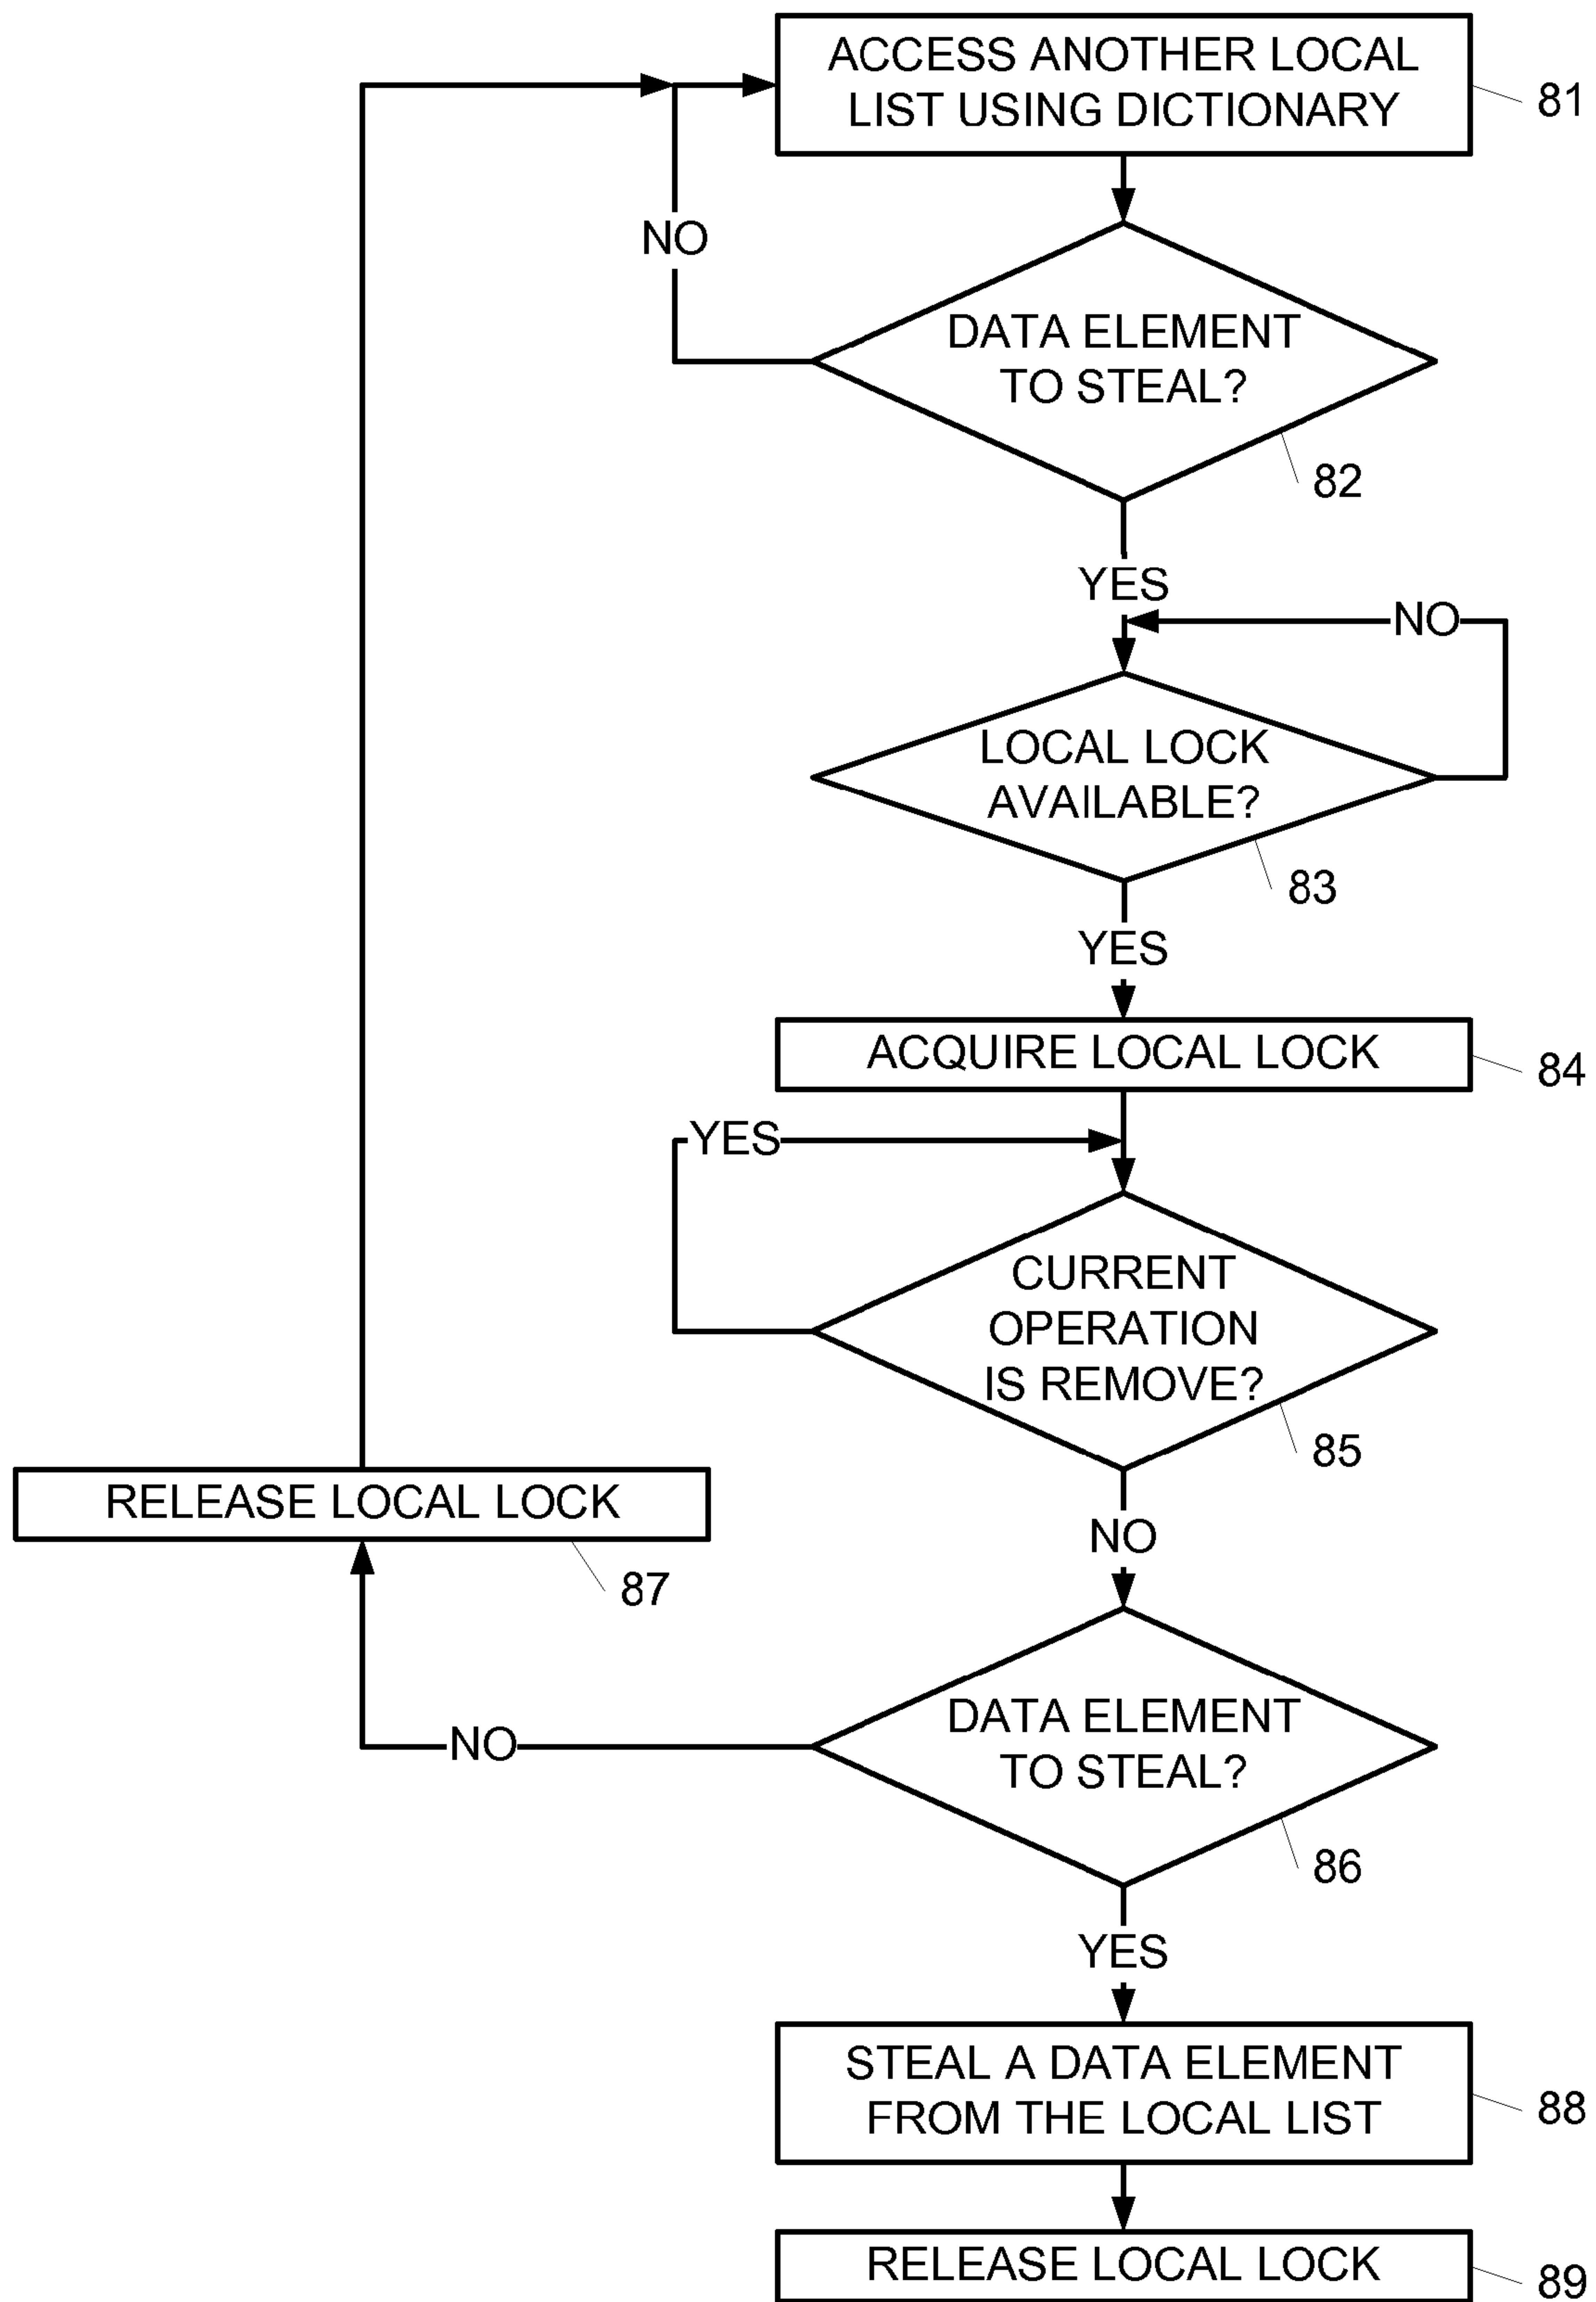 ACCESS ANOTHER LOCAL
LIST USING DICTIONARY
81
NO
DATA ELEMENT
TO STEAL?
82
YES
NO
LOCAL LOCK
AVAILABLE?
83
YES
ACQUIRE LOCAL LOCK
84
YES
CURRENT
OPERATION
IS REMOVE?
85
RELEASE LOCAL LOCK
87
NO
DATA ELEMENT
TO STEAL?
NO
86
YES
STEAL A DATA ELEMENT
FROM THE LOCAL LIST
88
RELEASE LOCAL LOCK
89